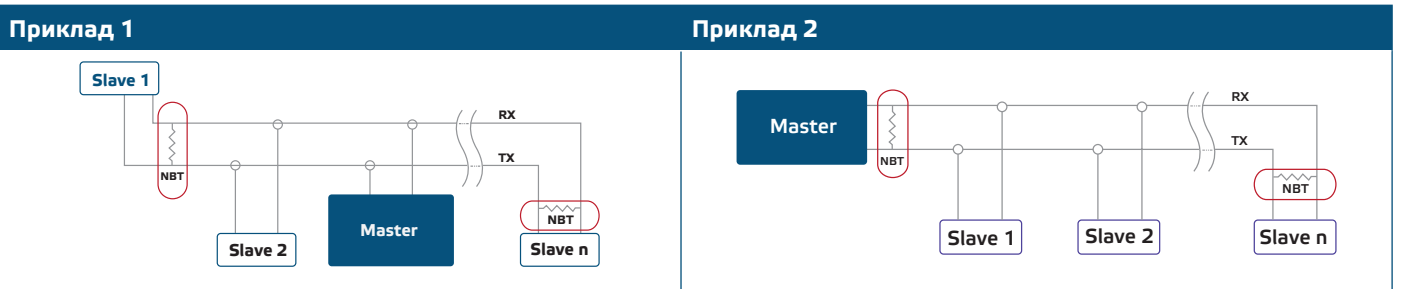 Приклад 1
Slave 1
RX
TX
NBT
NBT
Slave 2
Master
Slave n
Приклад 2
Master
RX
TX
NBT
NBT
Slave 1
Slave 2
Slave n